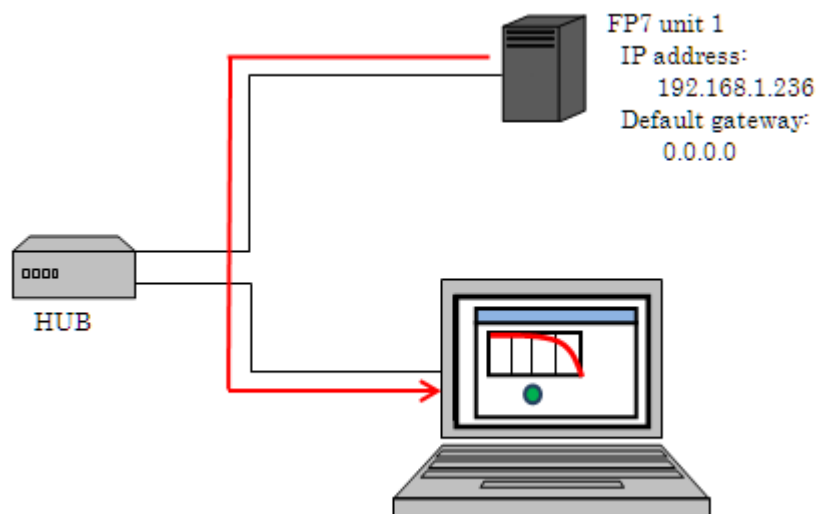 FP7 unit 1
IP address:
192.168.1.236
Default gateway:
0.0.0.0
HUB